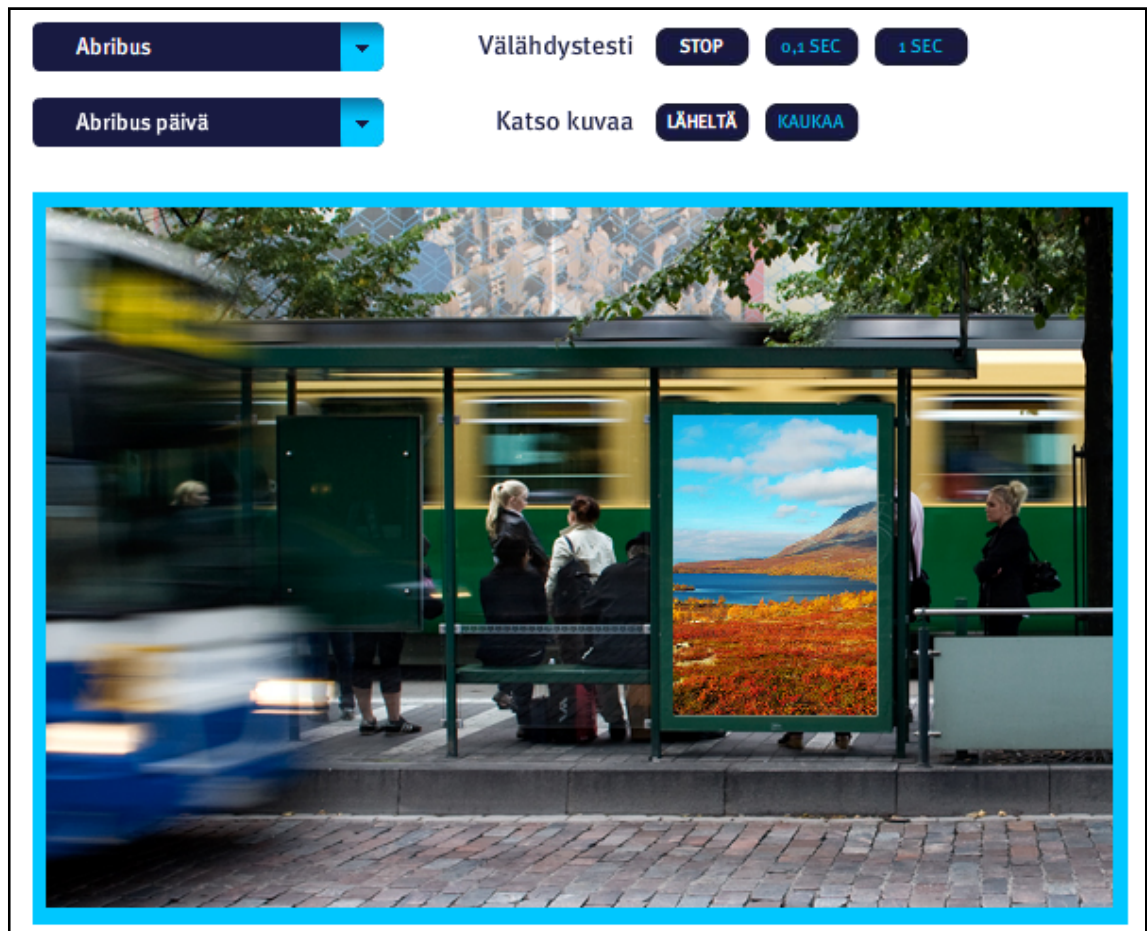 Abribus
Välähdystesti STOP 0,1 SEC 1 SEC
Abribus päivä
Katso kuvaa LÄHELTÄ KAUKAA